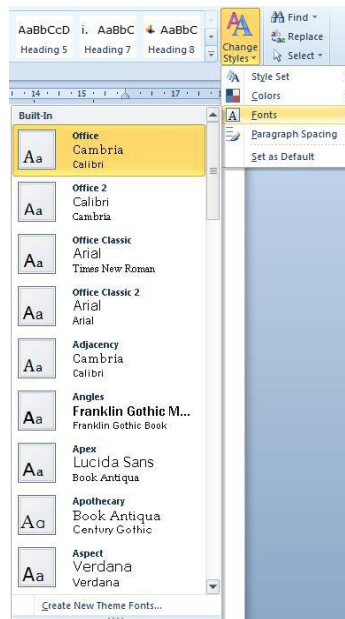 AaBbCcD i. AaBbC AaBbC
Heading 5 Heading 7 Heading 8
Change Styles
Find
Replace
Select
Style Set
Colors
Fonts
Paragraph Spacing
Set as Default
14 15 17
Built-In
Aa
Office
Cambria
Calibri
Aa
Office 2
Calibri
Cambria
Aa
Office Classic
Arial
Times New Roman
Aa
Office Classic 2
Arial
Arial
Aa
Adjacency
Cambria
Calibri
Aa
Angles
Franklin Gothic M...
Franklin Gothic Book
Aa
Apex
Lucida Sans
Book Antiqua
Aa
Apothecary
Book Antiqua
Century Gothic
Aa
Aspect
Verdana
Verdana
Create New Theme Fonts...